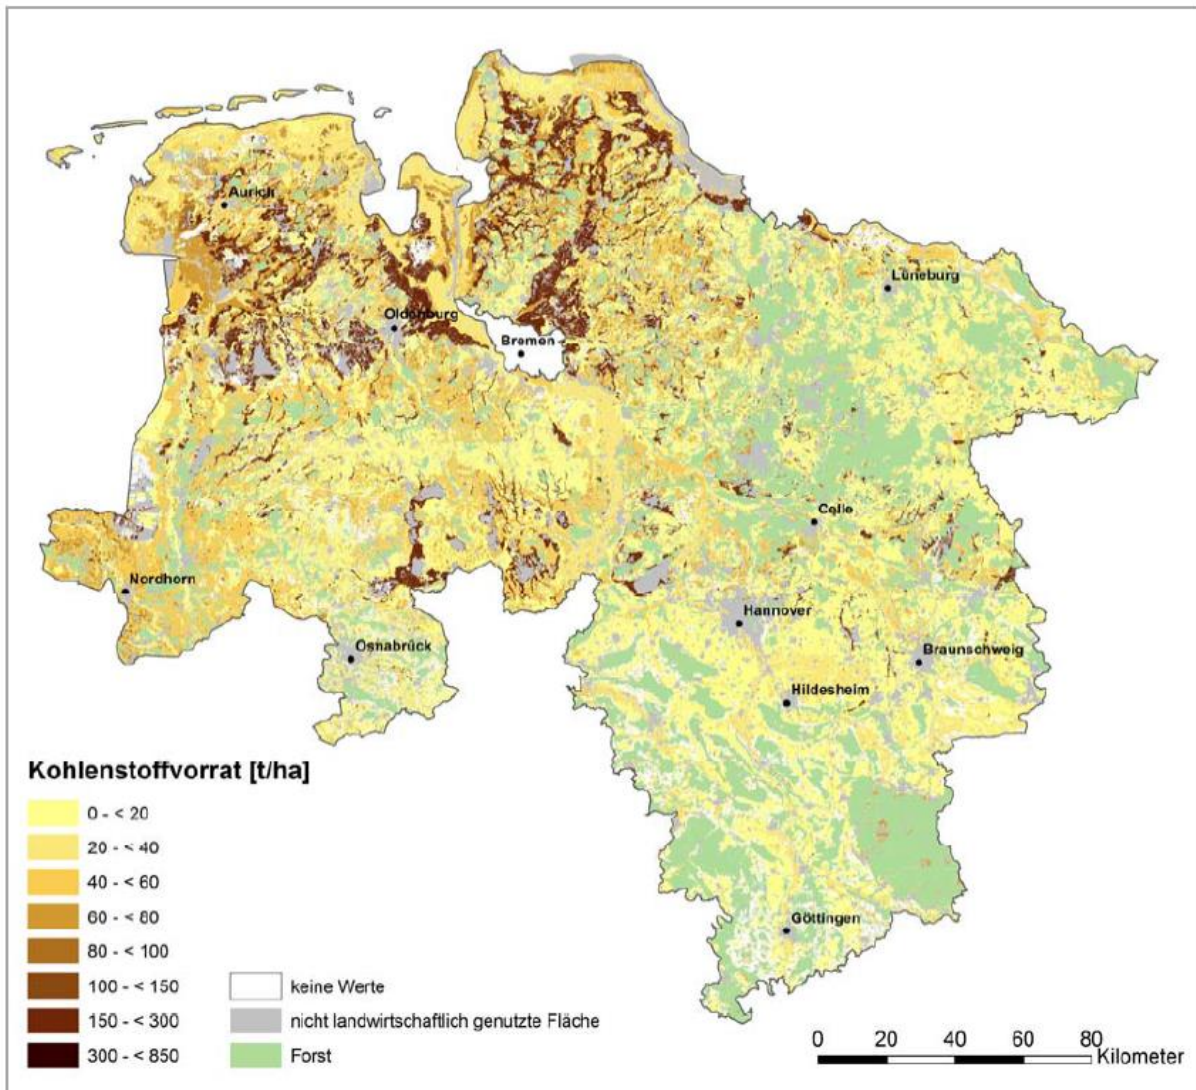 Aurich
Lüneburg
Oldenburg
Bremen
Celle
Nordhorn
Hannover
Osnabrück
Braunschweig
Hildesheim
Göttingen
Kohlenstoffvorrat [t/ha]
0 - < 20
20 - < 40
40 - < 60
60 - < 80
80 - < 100
100 - < 150
150 - < 300
300 - < 850
keine Werte
nicht landwirtschaftlich genutzte Fläche
Forst
0 20 40 60 80 Kilometer